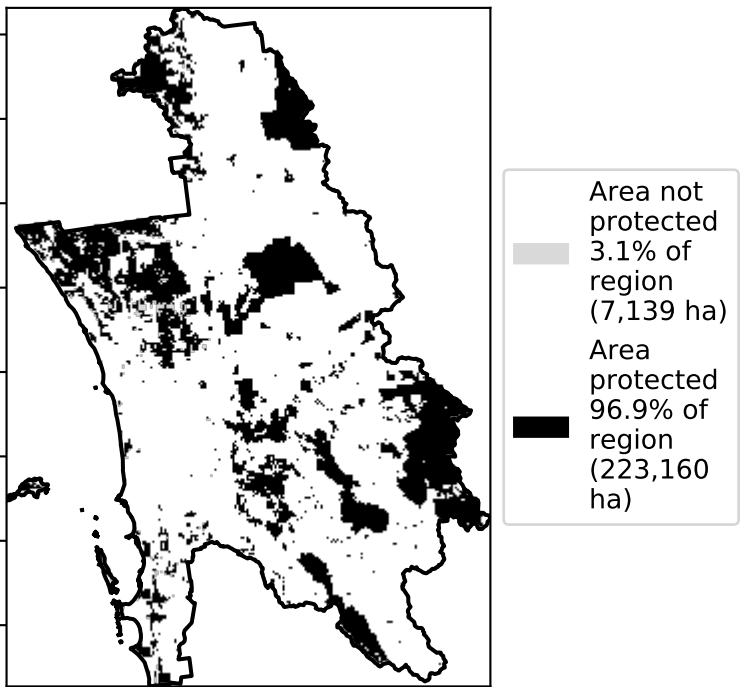 Area not
protected
3.1% of
region
(7,139 ha)
Area
protected
96.9% of
region
(223,160
ha)